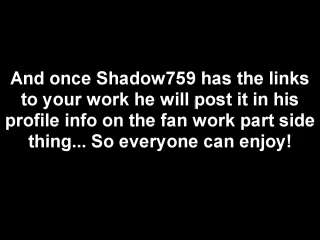 And once Shadow759 has the links
to your work he will post it in his
profile info on the fan work part side
thing... So everyone can enjoy!